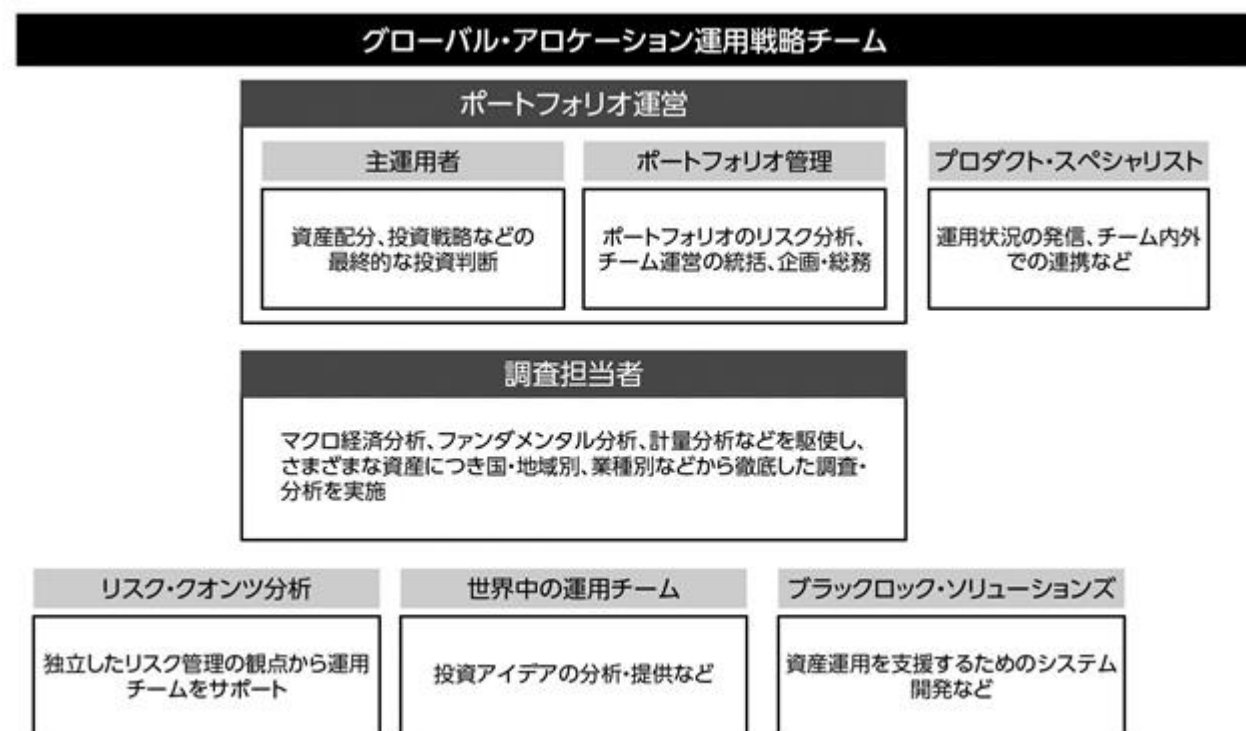 グローバル・アロケーション運用戦略チーム
ポートフォリオ運営
主運用者
資産配分、投資戦略などの
最終的な投資判断
ポートフォリオ管理
ポートフォリオのリスク分析、
チーム運営の統括、企画・総務
プロダクト・スペシャリスト
運用状況の発信、チーム内外
での連携など
調査担当者
マクロ経済分析、ファンダメンタル分析、計量分析などを駆使し、
さまざまな資産につき国・地域別、業種別などから徹底した調査・
分析を実施
リスク・クオンツ分析
独立したリスク管理の観点から運用
チームをサポート
世界中の運用チーム
投資アイデアの分析・提供など
ブラックロック・ソリューションズ
資産運用を支援するためのシステム
開発など